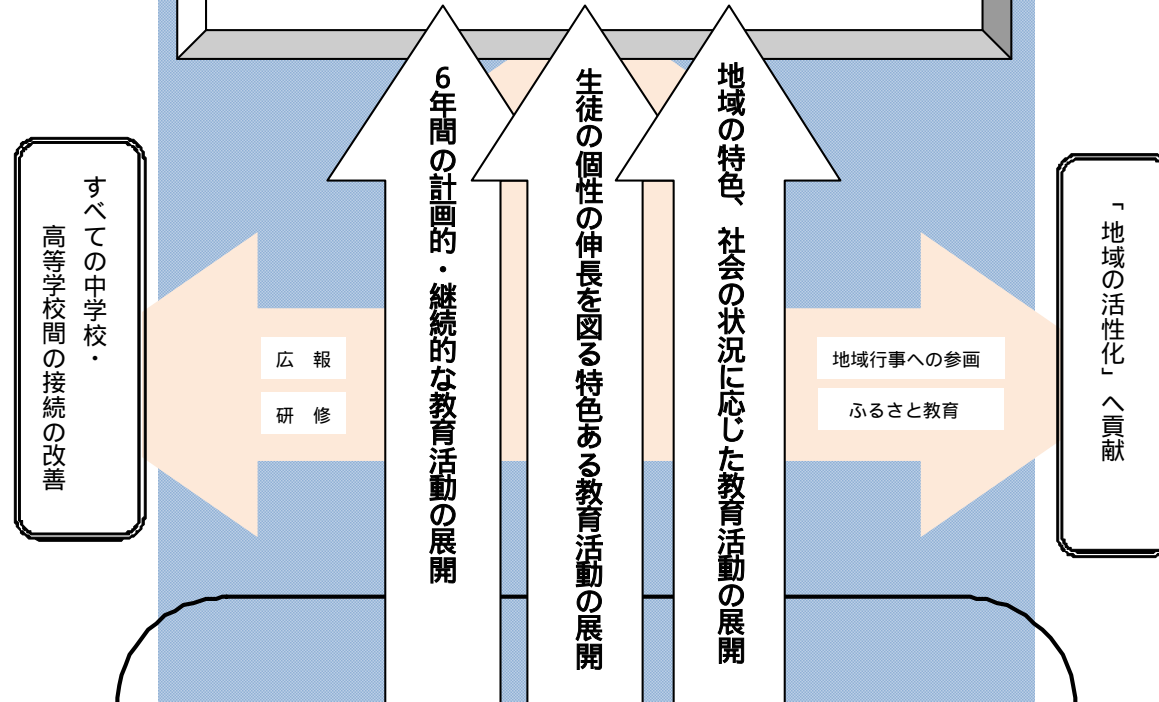 6年間の計画的・継続的な教育活動の展開
生徒の個性の伸長を図る特色ある教育活動の展開
地域の特色、社会の状況に応じた教育活動の展開
すべての中学校・
高等学校間の接続の改善
広　報
研　修
地域行事への参画
ふるさと教育
「地域の活性化」へ貢献